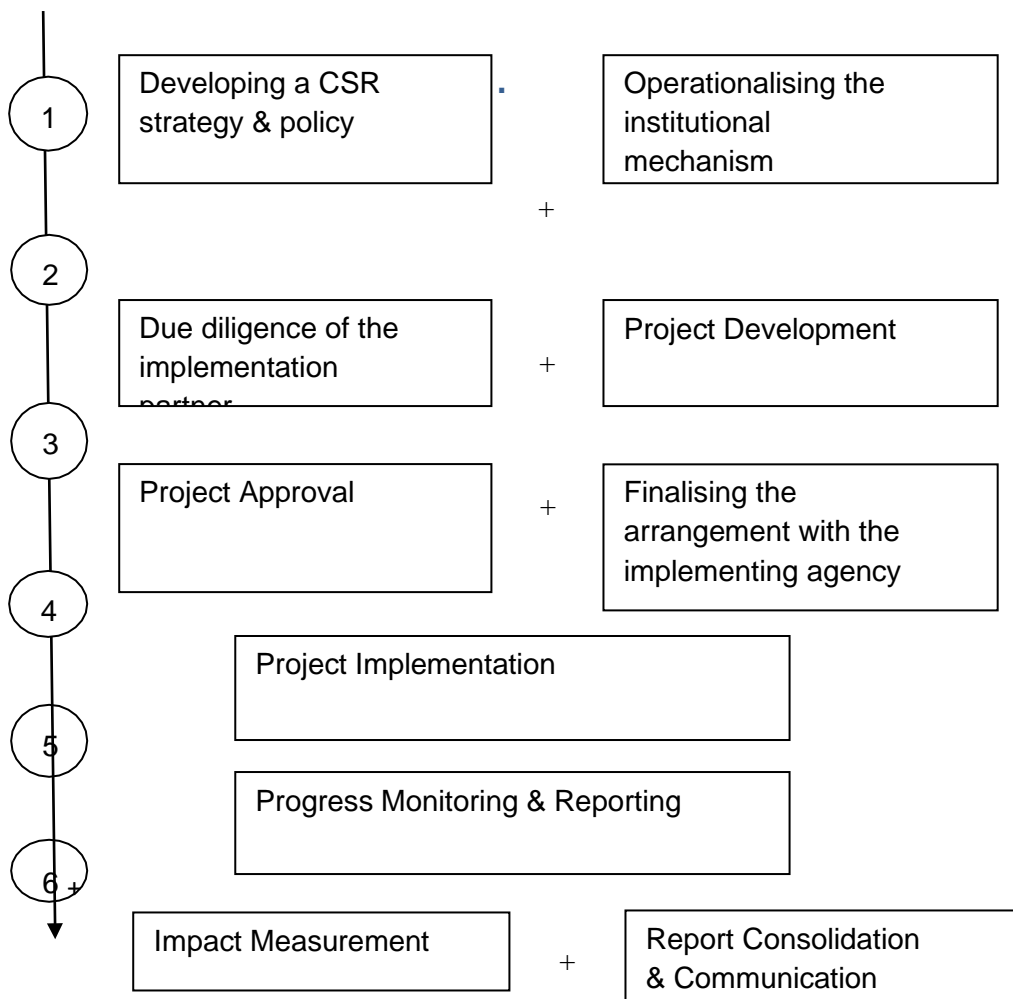 1
Developing a CSR
strategy & policy
.
Operationalising the
institutional
mechanism
+
2
Due diligence of the
implementation
partner
+
Project Development
3
Project Approval
+
Finalising the
arrangement with the
implementing agency
4
Project Implementation
5
Progress Monitoring & Reporting
6 +
Impact Measurement
+
Report Consolidation
& Communication